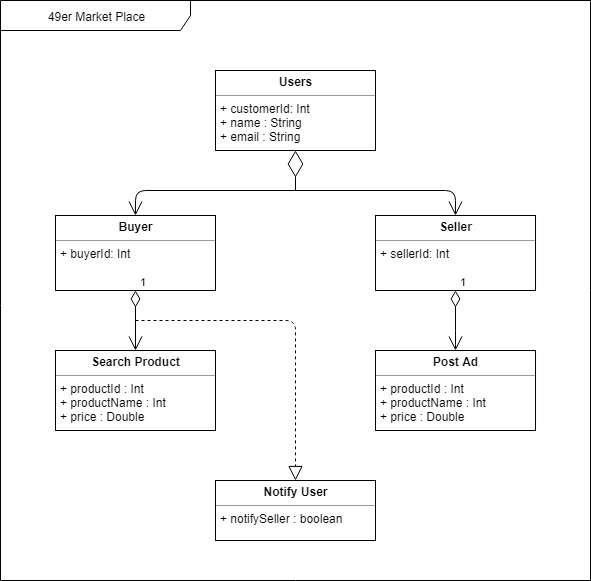 49er Market Place
Users
+ customerId: Int
+ name : String
+ email : String
Buyer
+ buyerId: Int
1
Seller
+ sellerId: Int
1
Search Product
+ productId : Int
+ productName : Int
+ price : Double
Post Ad
+ productId : Int
+ productName : Int
+ price : Double
Notify User
+ notifySeller : boolean